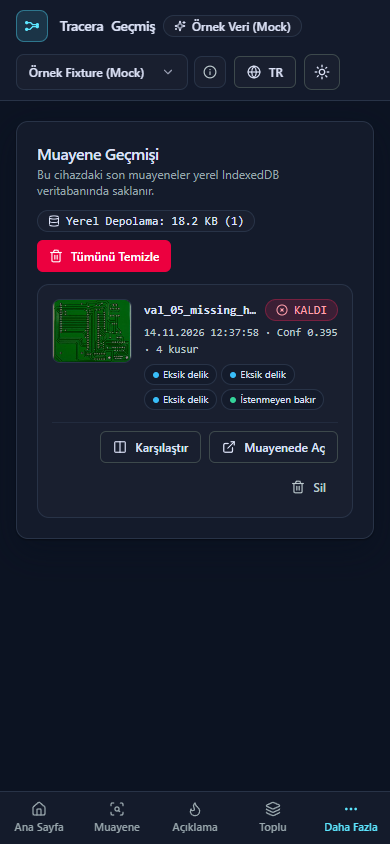 Tracera Geçmiş Örnek Veri (Mock)
Örnek Fixture (Mock) TR
Muayene Geçmişi
Bu cihazdaki son muayeneler yerel IndexedDB
veritabanında saklanır.
Yerel Depolama: 18.2 KB (1)
Tümünü Temizle
val_05_missing_h… KALDI
14.11.2026 12:37:58 · Conf 0.395
· 4 kusur
Eksik delik Eksik delik
Eksik delik İstenmeyen bakır
Karşılaştır Muayenede Aç
Sil
Ana Sayfa Muayene Açıklama Toplu Daha Fazla